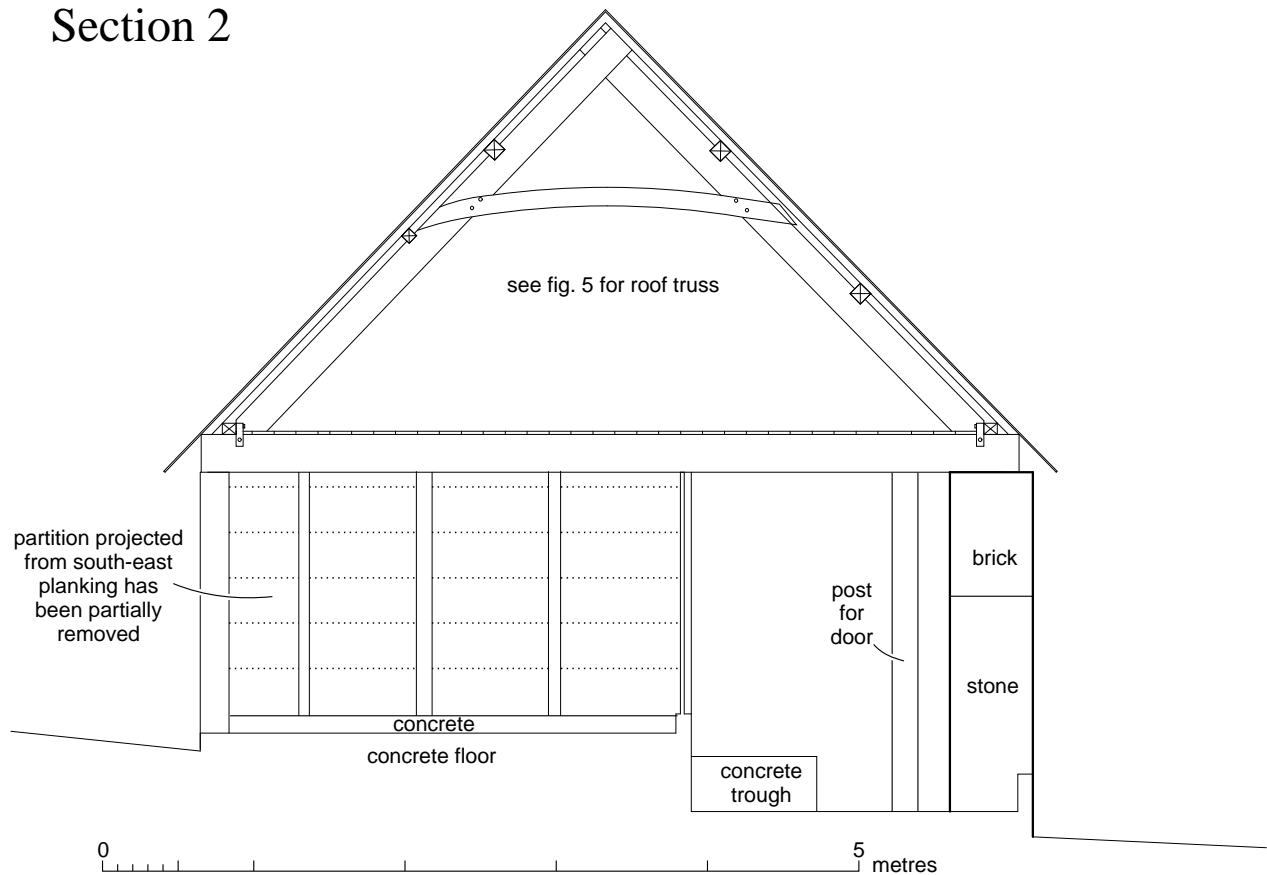 Section 2
see fig. 5 for roof truss
partition projected
from south-east
planking has
been partially
removed
brick
post
for
door
stone
concrete
concrete floor
concrete
trough
0
5
metres